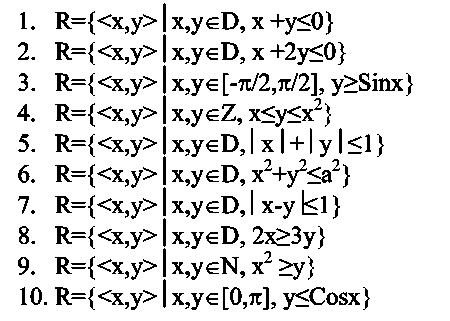 1. R={<x,y>│x,y∈D, x +y≤0}
2. R={<x,y>│x,y∈D, x +2y≤0}
3. R={<x,y>│x,y∈[-π/2,π/2], y≥Sinx}
4. R={<x,y>│x,y∈Z, x≤y≤x²}
5. R={<x,y>│x,y∈D,│x│+│y│≤1}
6. R={<x,y>│x,y∈D, x²+y²≤a²}
7. R={<x,y>│x,y∈D,│x-y│≤1}
8. R={<x,y>│x,y∈D, 2x≥3y}
9. R={<x,y>│x,y∈N, x² ≥y}
10. R={<x,y>│x,y∈[0,π], y≤Cosx}